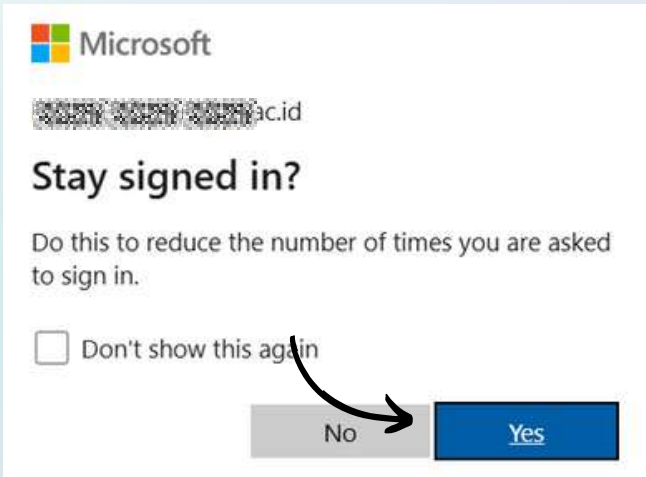 Microsoft
ac.id
Stay signed in?
Do this to reduce the number of times you are asked
to sign in.
Don't show this again
No
Yes